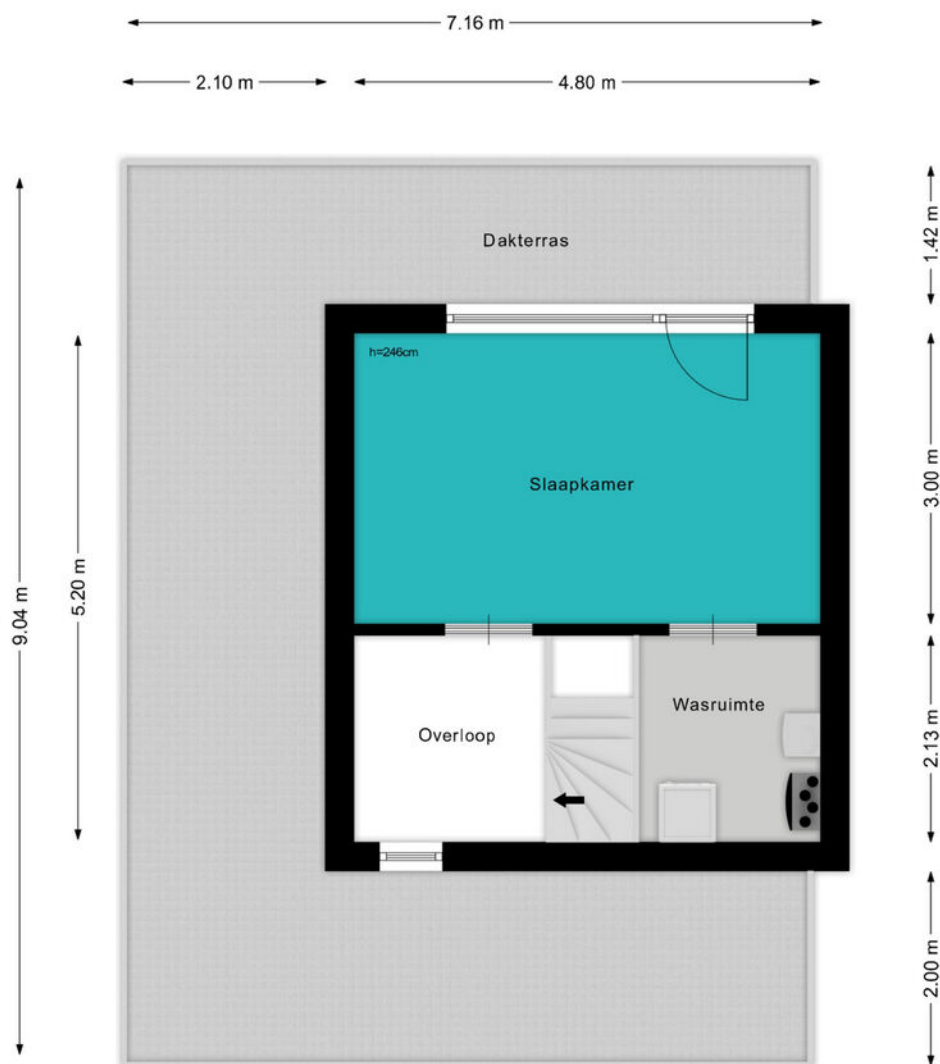 7.16 m
2.10 m
4.80 m
1.42 m
Dakterras
h=246cm
3.00 m
Slaapkamer
5.20 m
9.04 m
Wasruimte
Overloop
2.13 m
2.00 m